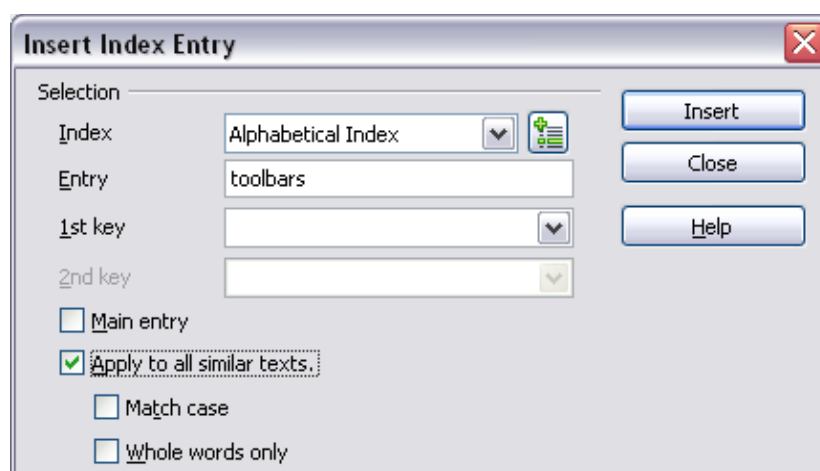 Insert Index Entry
Selection
Insert
Index
Alphabetical Index
Close
Entry
toolbars
1st key
Help
2nd key
Main entry
Apply to all similar texts.
Match case
Whole words only